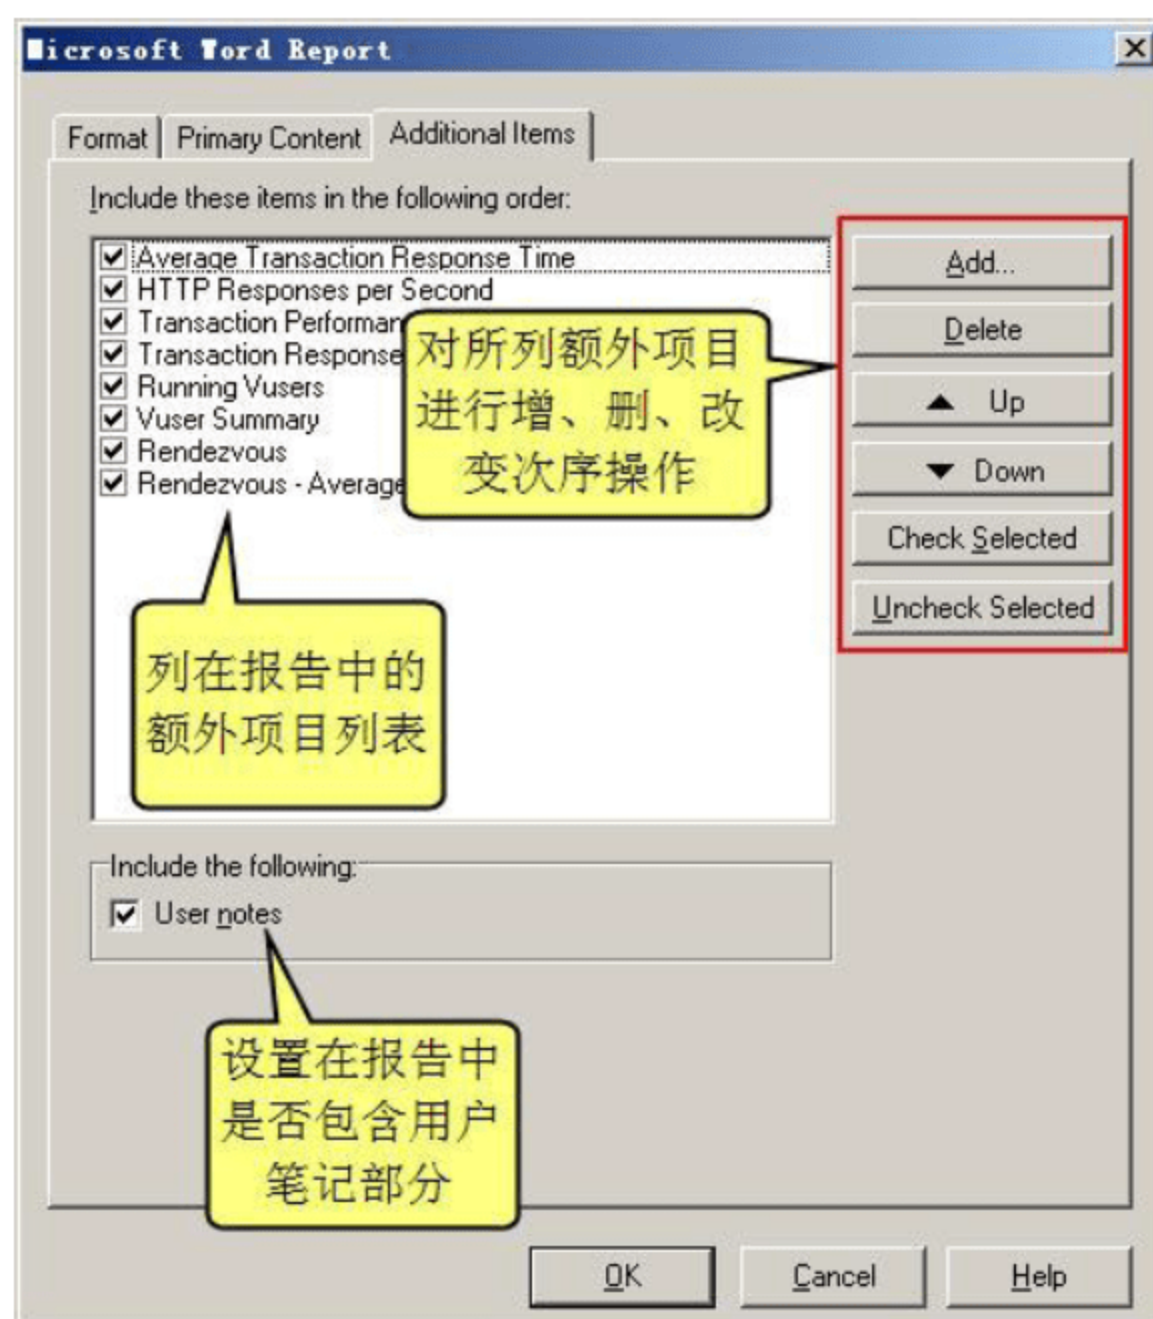 Microsoft Word Report
Format Primary Content Additional Items
Include these items in the following order:
Average Transaction Response Time
HTTP Responses per Second
Transaction
Transaction Response
Running Vusers
Vuser Summary
Rendezvous
Rendezvous - Average
对所列额外项目
进行增、删、改
变次序操作
Add...
Delete
Up
Down
Check Selected
Uncheck Selected
列在报告中的
额外项目列表
Include the following:
User notes
设置在报告中
是否包含用户
笔记部分
OK Cancel Help